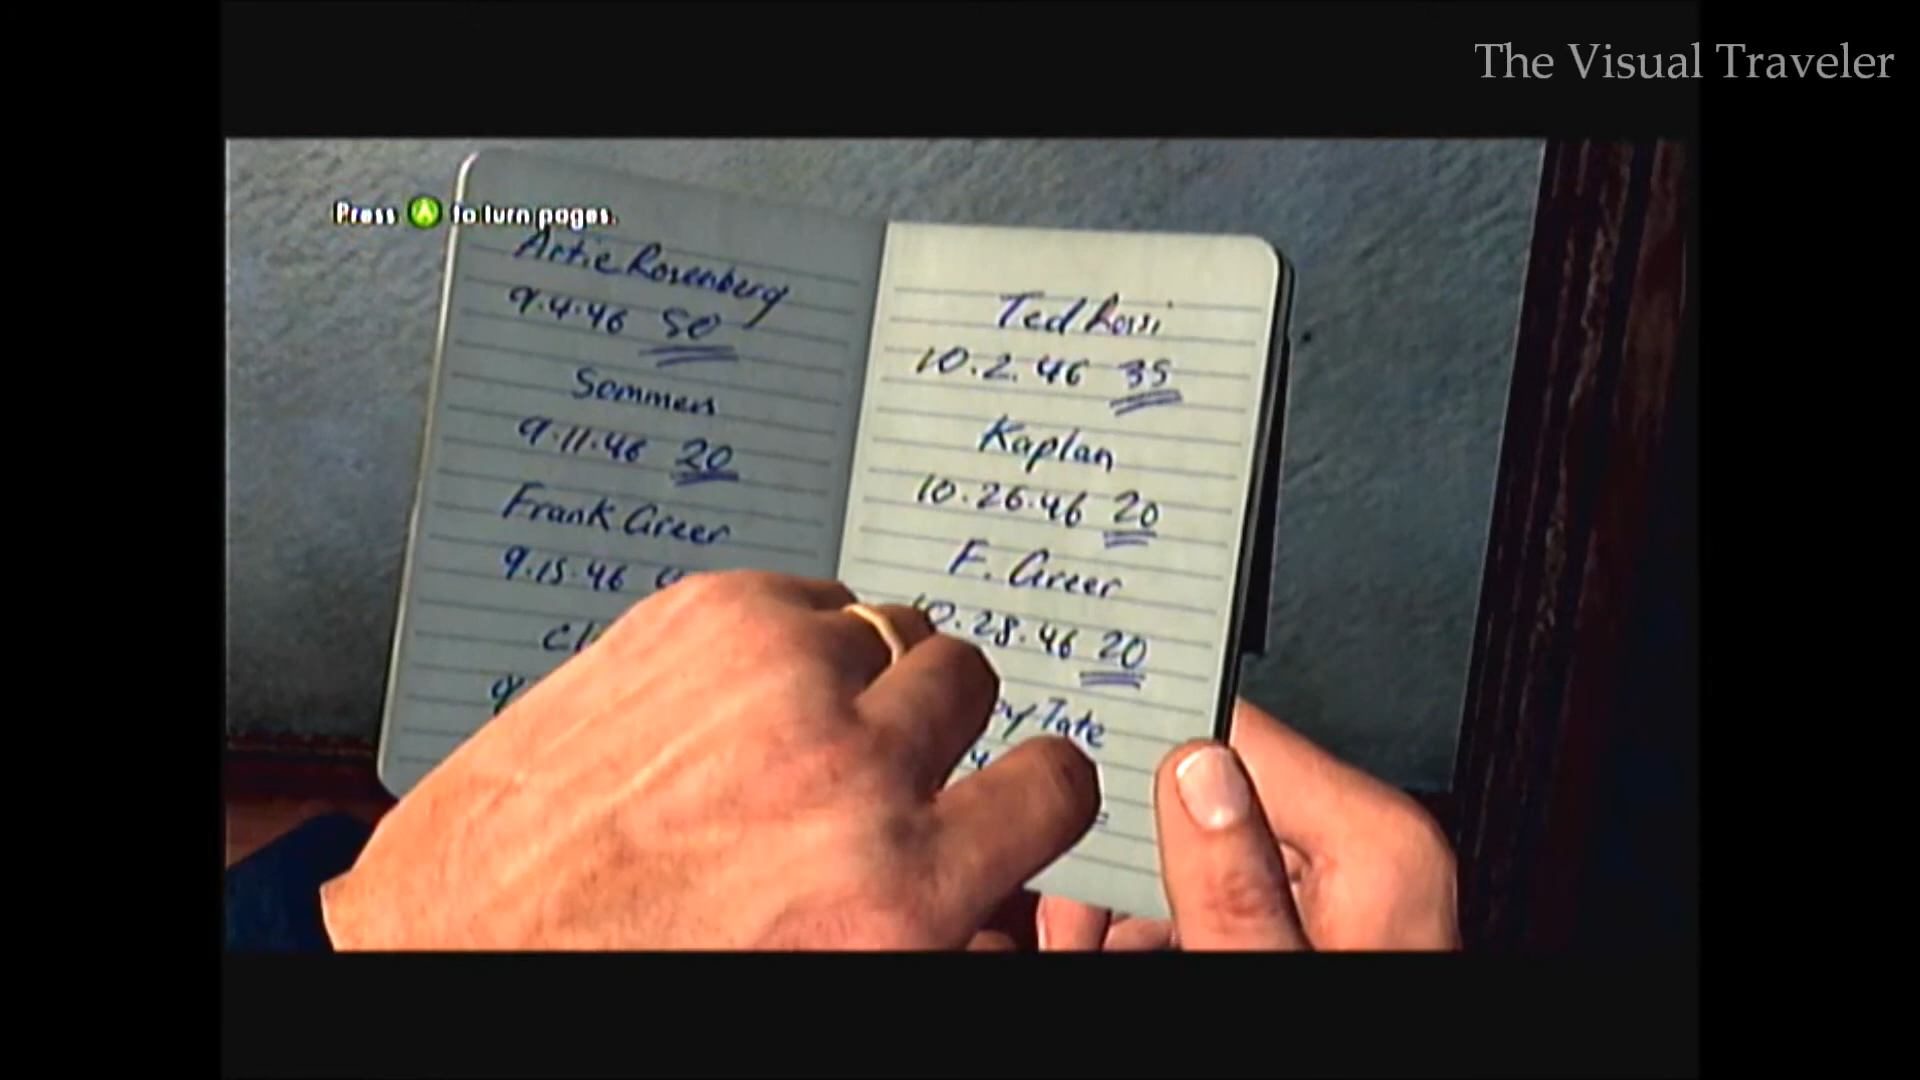 The Visual Traveler
Press A to turn pages.
Artie Rosenberg
9.4.46 50
Sommers
9.11.46 20
Frank Greer
9.15.46
Ted Rossi
10.2.46 35
Kaplan
10.26.46 20
F. Greer
10.28.46 20
Tate